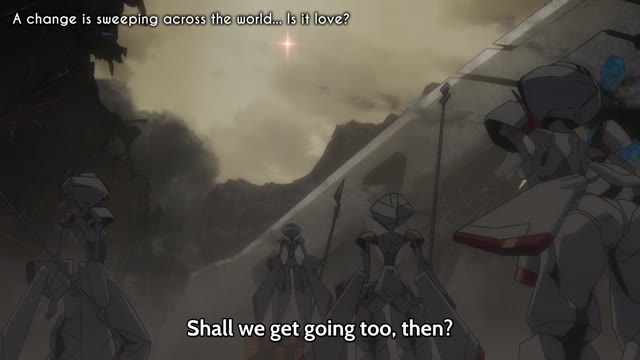 A change is sweeping across the world... Is it love?
Shall we get going too, then?